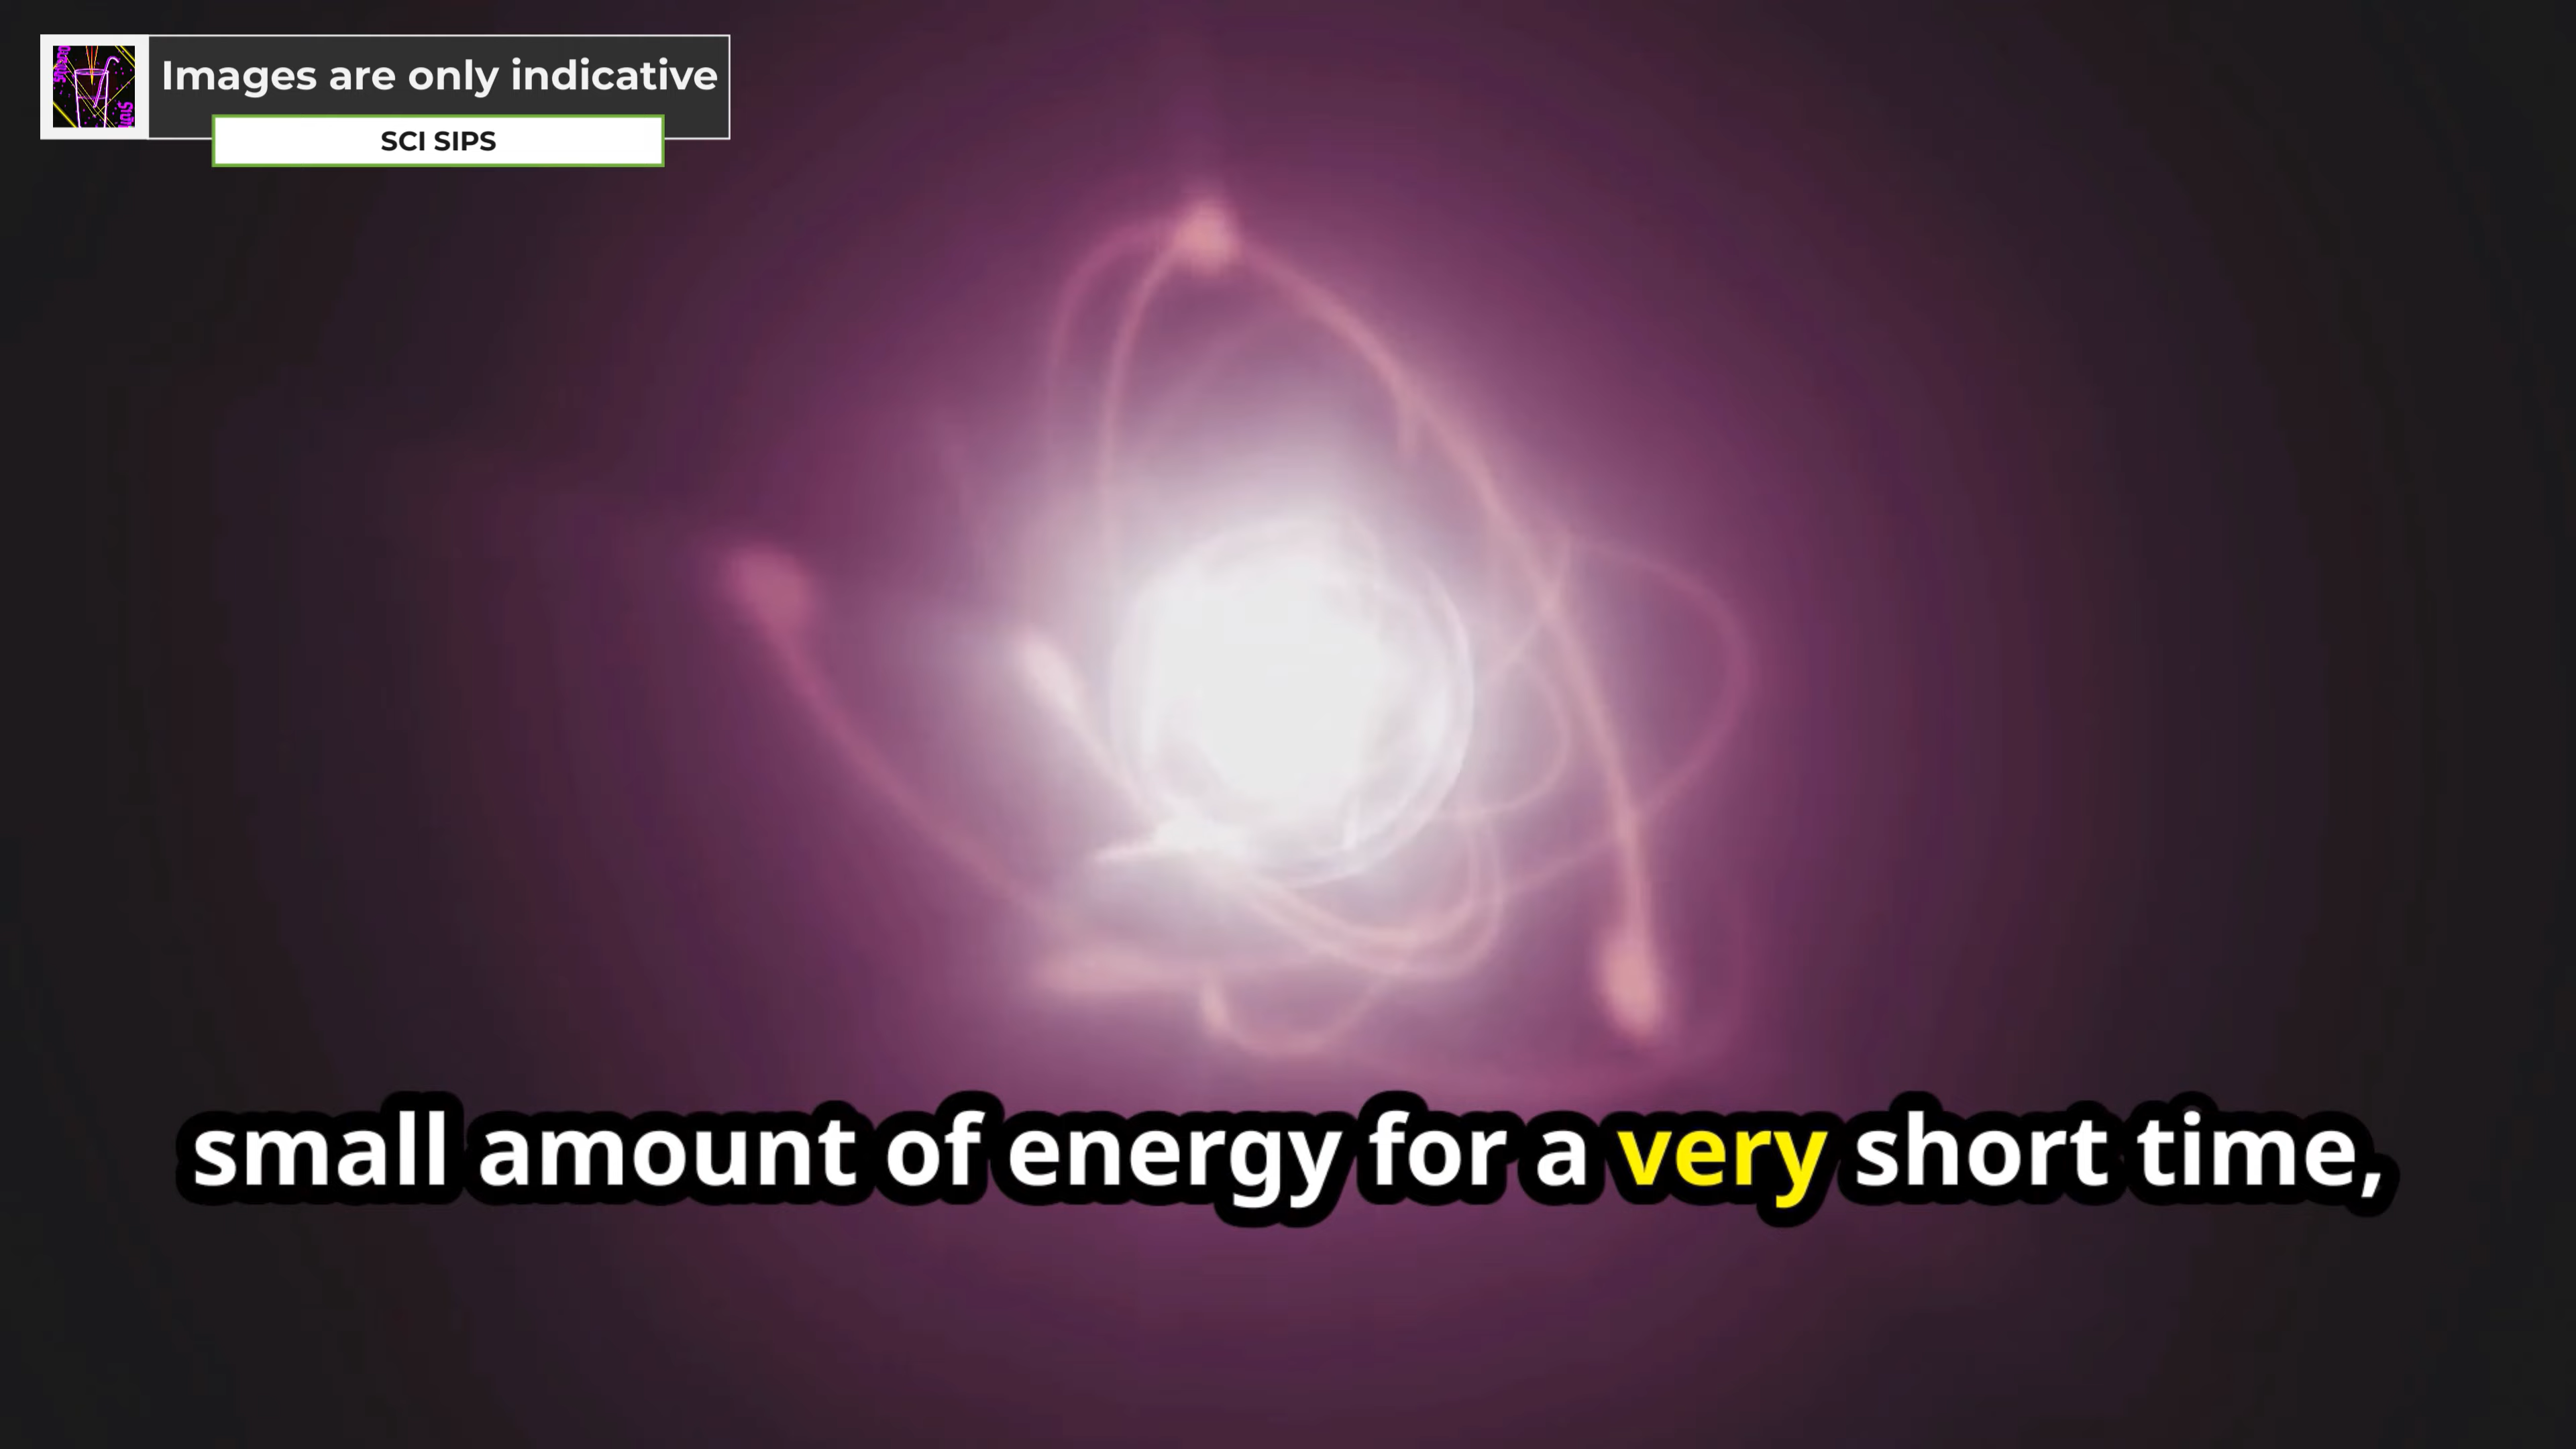 Images are only indicative
SCI SIPS
small amount of energy for a very short time,